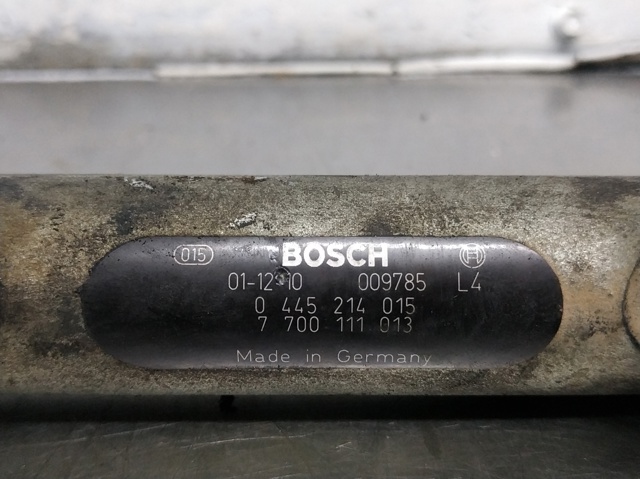 015 BOSCH
01-12-10 009785 L4
0 445 214 015
7 700 111 013
Made in Germany